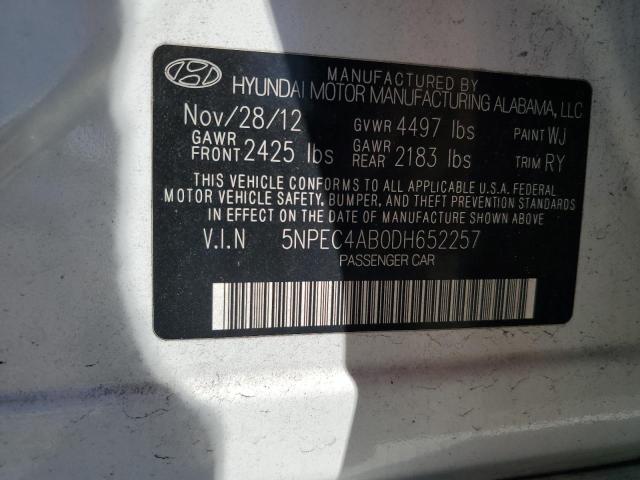 MANUFACTURED BY
HYUNDAI MOTOR MANUFACTURING ALABAMA, LLC
Nov/28/12 GVWR 4497 lbs PAINT WJ
GAWR FRONT 2425 lbs GAWR REAR 2183 lbs TRIM RY
THIS VEHICLE CONFORMS TO ALL APPLICABLE U.S.A. FEDERAL
MOTOR VEHICLE SAFETY, BUMPER, AND THEFT PREVENTION STANDARDS
IN EFFECT ON THE DATE OF MANUFACTURE SHOWN ABOVE
V.I.N 5NPEC4AB0DH652257
PASSENGER CAR